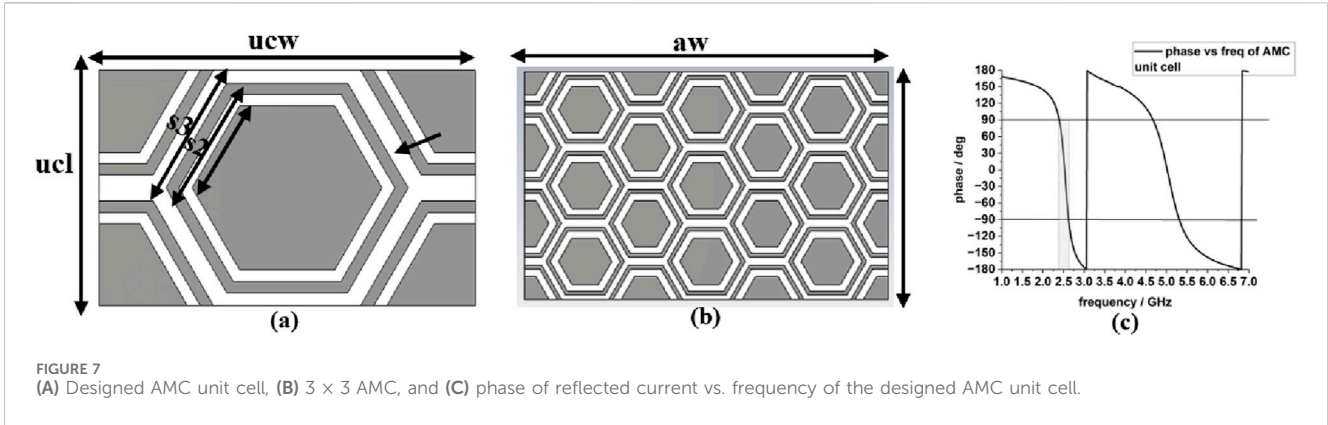 ucw
ucl
s3
s2
(a)
aw
(b)
phase vs freq of AMC
unit cell
phase / deg
180
150
120
90
60
30
0
−30
−60
−90
−120
−150
−180
1.0 1.5 2.0 2.5 3.0 3.5 4.0 4.5 5.0 5.5 6.0 6.5 7.0
frequency / GHz
(c)
FIGURE 7
(A) Designed AMC unit cell, (B) 3 × 3 AMC, and (C) phase of reflected current vs. frequency of the designed AMC unit cell.